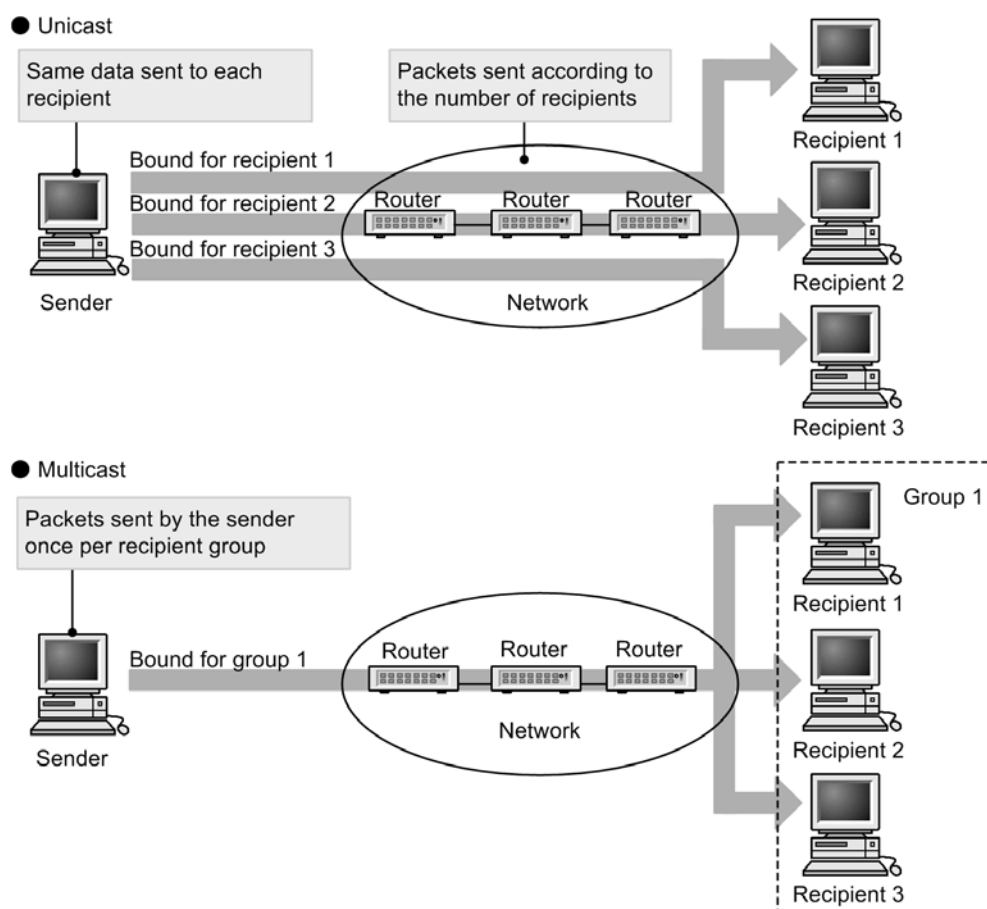 ● Unicast
Same data sent to each
recipient
Packets sent according to
the number of recipients
Bound for recipient 1
Bound for recipient 2
Bound for recipient 3
Router
Router
Router
Network
Sender
Recipient 1
Recipient 2
Recipient 3
● Multicast
Packets sent by the sender
once per recipient group
Bound for group 1
Router
Router
Router
Network
Sender
Group 1
Recipient 1
Recipient 2
Recipient 3